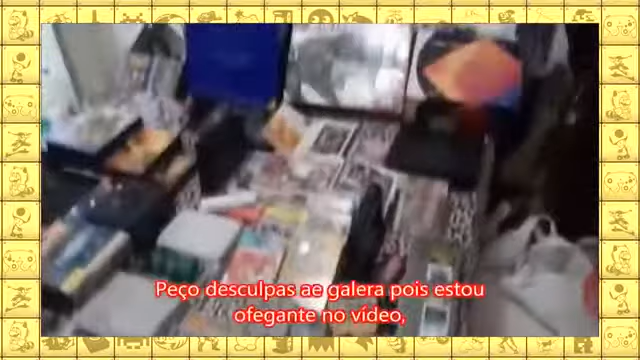 Peço desculpas ae galera pois estou
ofegante no vídeo,